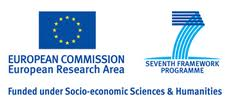 EUROPEAN COMMISSION
European Research Area
SEVENTH FRAMEWORK
PROGRAMME
Funded under Socio-economic Sciences & Humanities